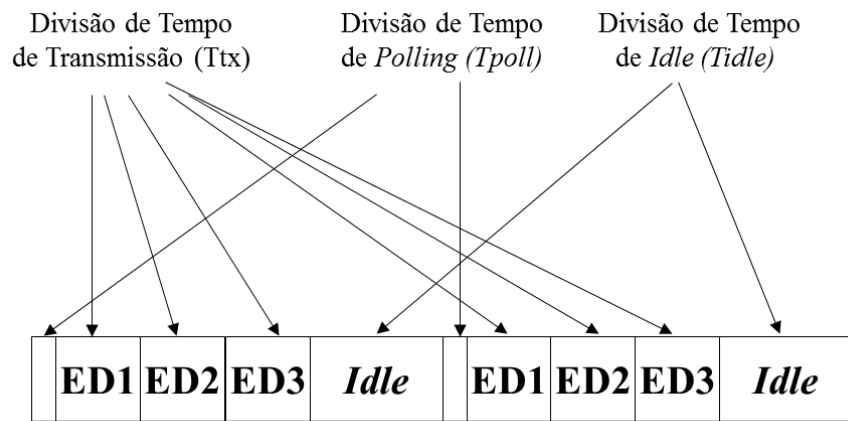 Divisão de Tempo
de Transmissão (Ttx)
Divisão de Tempo
de Polling (Tpoll)
Divisão de Tempo
de Idle (Tidle)
ED1 ED2 ED3 Idle ED1 ED2 ED3 Idle